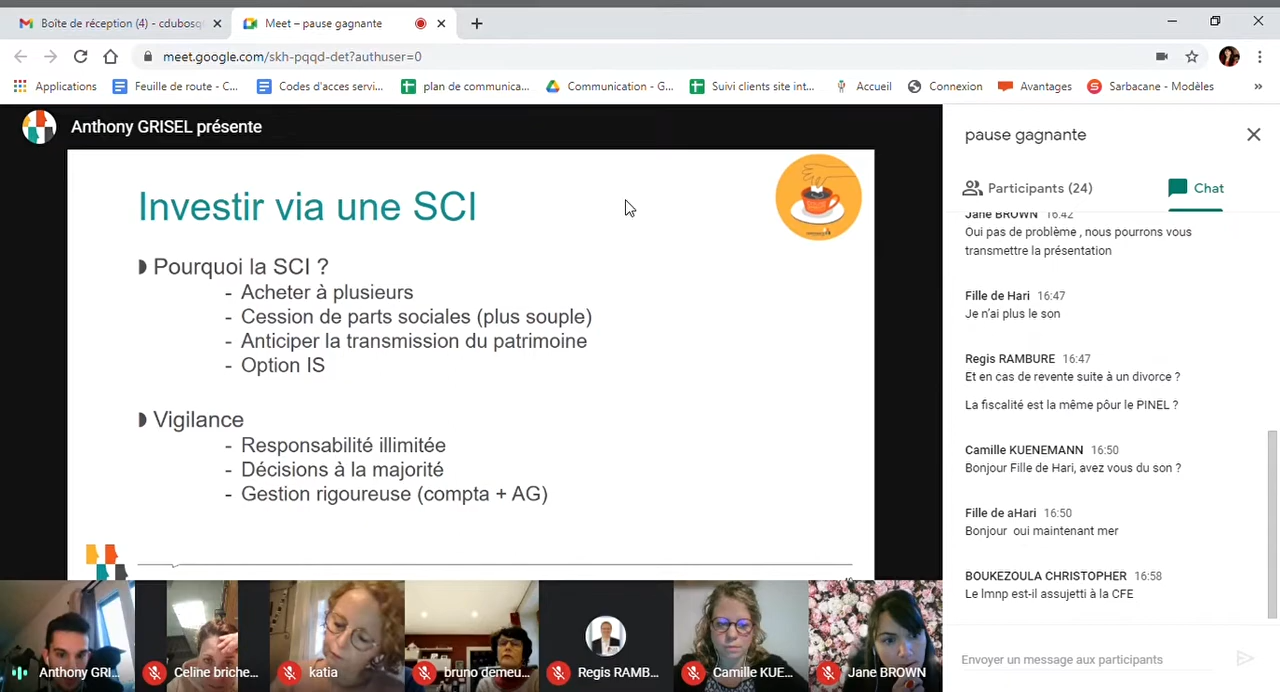 Boîte de réception (4) - cdubosq
Meet – pause gagnante
meet.google.com/skh-pqqd-det?authuser=0
Applications
Feuille de route - C...
Codes d'acces servi...
plan de communica...
Communication - G...
Suivi clients site int...
Accueil
Connexion
Avantages
Sarbacane - Modèles
»
Anthony GRISEL présente
Investir via une SCI
Pourquoi la SCI ?
- Acheter à plusieurs
- Cession de parts sociales (plus souple)
- Anticiper la transmission du patrimoine
- Option IS
Vigilance
- Responsabilité illimitée
- Décisions à la majorité
- Gestion rigoureuse (compta + AG)
Anthony GRI...
Celine briche...
katia
bruno demeu...
Regis RAMB...
Camille KUE...
Jane BROWN
pause gagnante
Participants (24)
Chat
Jane BROWN 16:42
Oui pas de problème , nous pourrons vous
transmettre la présentation
Fille de Hari 16:47
Je n'ai plus le son
Regis RAMBURE 16:47
Et en cas de revente suite à un divorce ?
La fiscalité est la même pôur le PINEL ?
Camille KUENEMANN 16:50
Bonjour Fille de Hari, avez vous du son ?
Fille de aHari 16:50
Bonjour oui maintenant mer
BOUKEZOULA CHRISTOPHER 16:58
Le lmnp est-il assujetti à la CFE
Envoyer un message aux participants